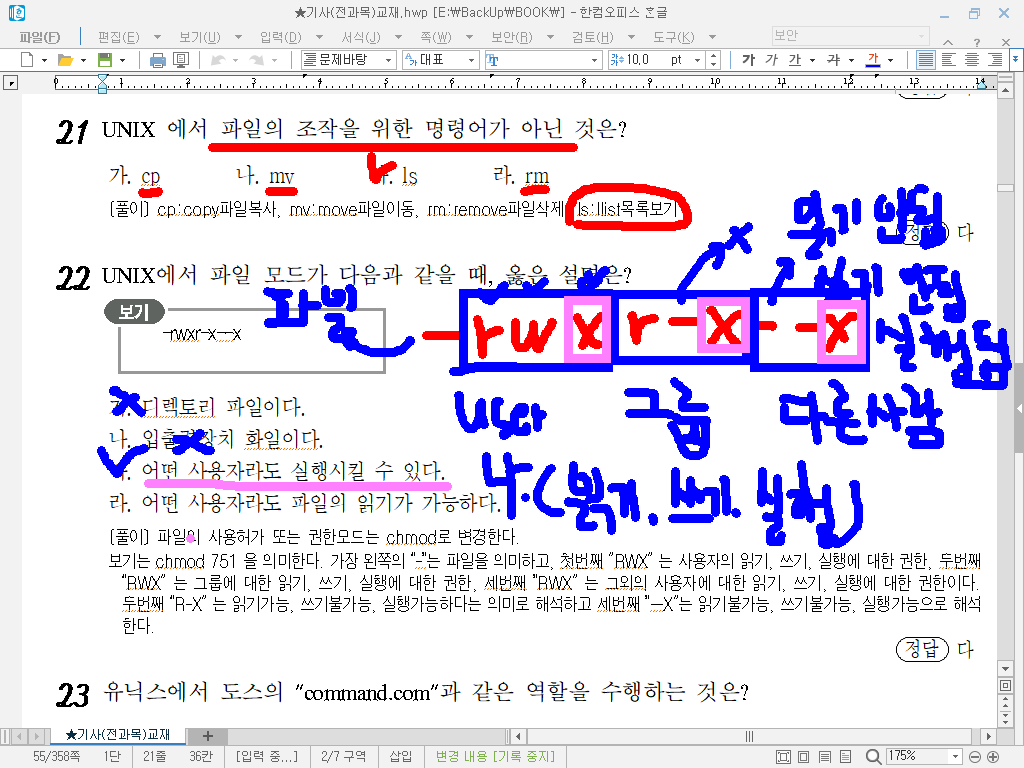 ★기사(전과목)교재.hwp [E:\BackUp\BOOK\] - 한컴오피스 한글
파일(F) 편집(E) 보기(U) 입력(D) 서식(J) 쪽(W) 보안(R) 검토(H) 도구(K) 보안
문제바탕 대표 10,0 pt 가 가 가 가 가
0 1 2 3 4 5 6 7 8 9 10 11 12 13 14
21 UNIX 에서 파일의 조작을 위한 명령어가 아닌 것은?
가. cp 나. mv ls 라. rm
[풀이] cp:copy파일복사, mv:move파일이동, rm:remove파일삭제 ls:llist목록보기
정답 다
읽기 안됨
22 UNIX에서 파일 모드가 다음과 같을 때, 옳은 설명은?
쓰기 안됨
보기
-rwxr-x--x
파일
- rwx r-x --x
실행 됨
user 그룹 다른사람
가. 디렉토리 파일이다.
나. 입출력장치 화일이다.
어떤 사용자라도 실행시킬 수 있다.
나.(읽기. 쓰기. 실행)
라. 어떤 사용자라도 파일의 읽기가 가능하다.
[풀이] 파일의 사용허가 또는 권한모드는 chmod로 변경한다.
보기는 chmod 751 을 의미한다. 가장 왼쪽의 "-"는 파일을 의미하고, 첫번째 "RWX" 는 사용자의 읽기, 쓰기, 실행에 대한 권한, 두번째
"RWX" 는 그룹에 대한 읽기, 쓰기, 실행에 대한 권한, 세번째 "RWX" 는 그외의 사용자에 대한 읽기, 쓰기, 실행에 대한 권한이다.
두번째 "R-X" 는 읽기가능, 쓰기불가능, 실행가능하다는 의미로 해석하고 세번째 "--X"는 읽기불가능, 쓰기불가능, 실행가능으로 해석
한다.
정답 다
23 유닉스에서 도스의 "command.com"과 같은 역할을 수행하는 것은?
★기사(전과목)교재
55/358쪽 1단 21줄 36칸 [입력 중...] 2/7 구역 삽입 변경 내용 [기록 중지] 175%